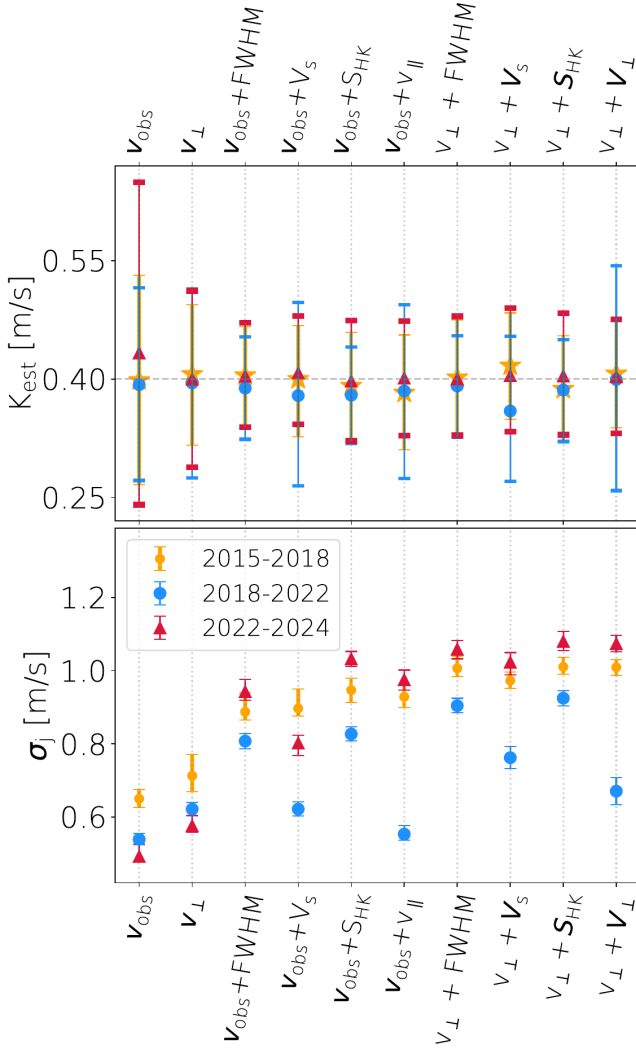 v_obs
v_⊥
v_obs+FWHM
v_obs+V_s
v_obs+S_HK
v_obs+v_||
v_⊥ + FWHM
v_⊥ + V_s
v_⊥ + S_HK
v_⊥ + V_⊥
K_est [m/s]
0.55
0.40
0.25
2015-2018
2018-2022
2022-2024
σ_j [m/s]
1.2
1.0
0.8
0.6
v_obs
v_⊥
v_obs+FWHM
v_obs+V_s
v_obs+S_HK
v_obs+v_||
v_⊥ + FWHM
v_⊥ + V_s
v_⊥ + S_HK
v_⊥ + V_⊥